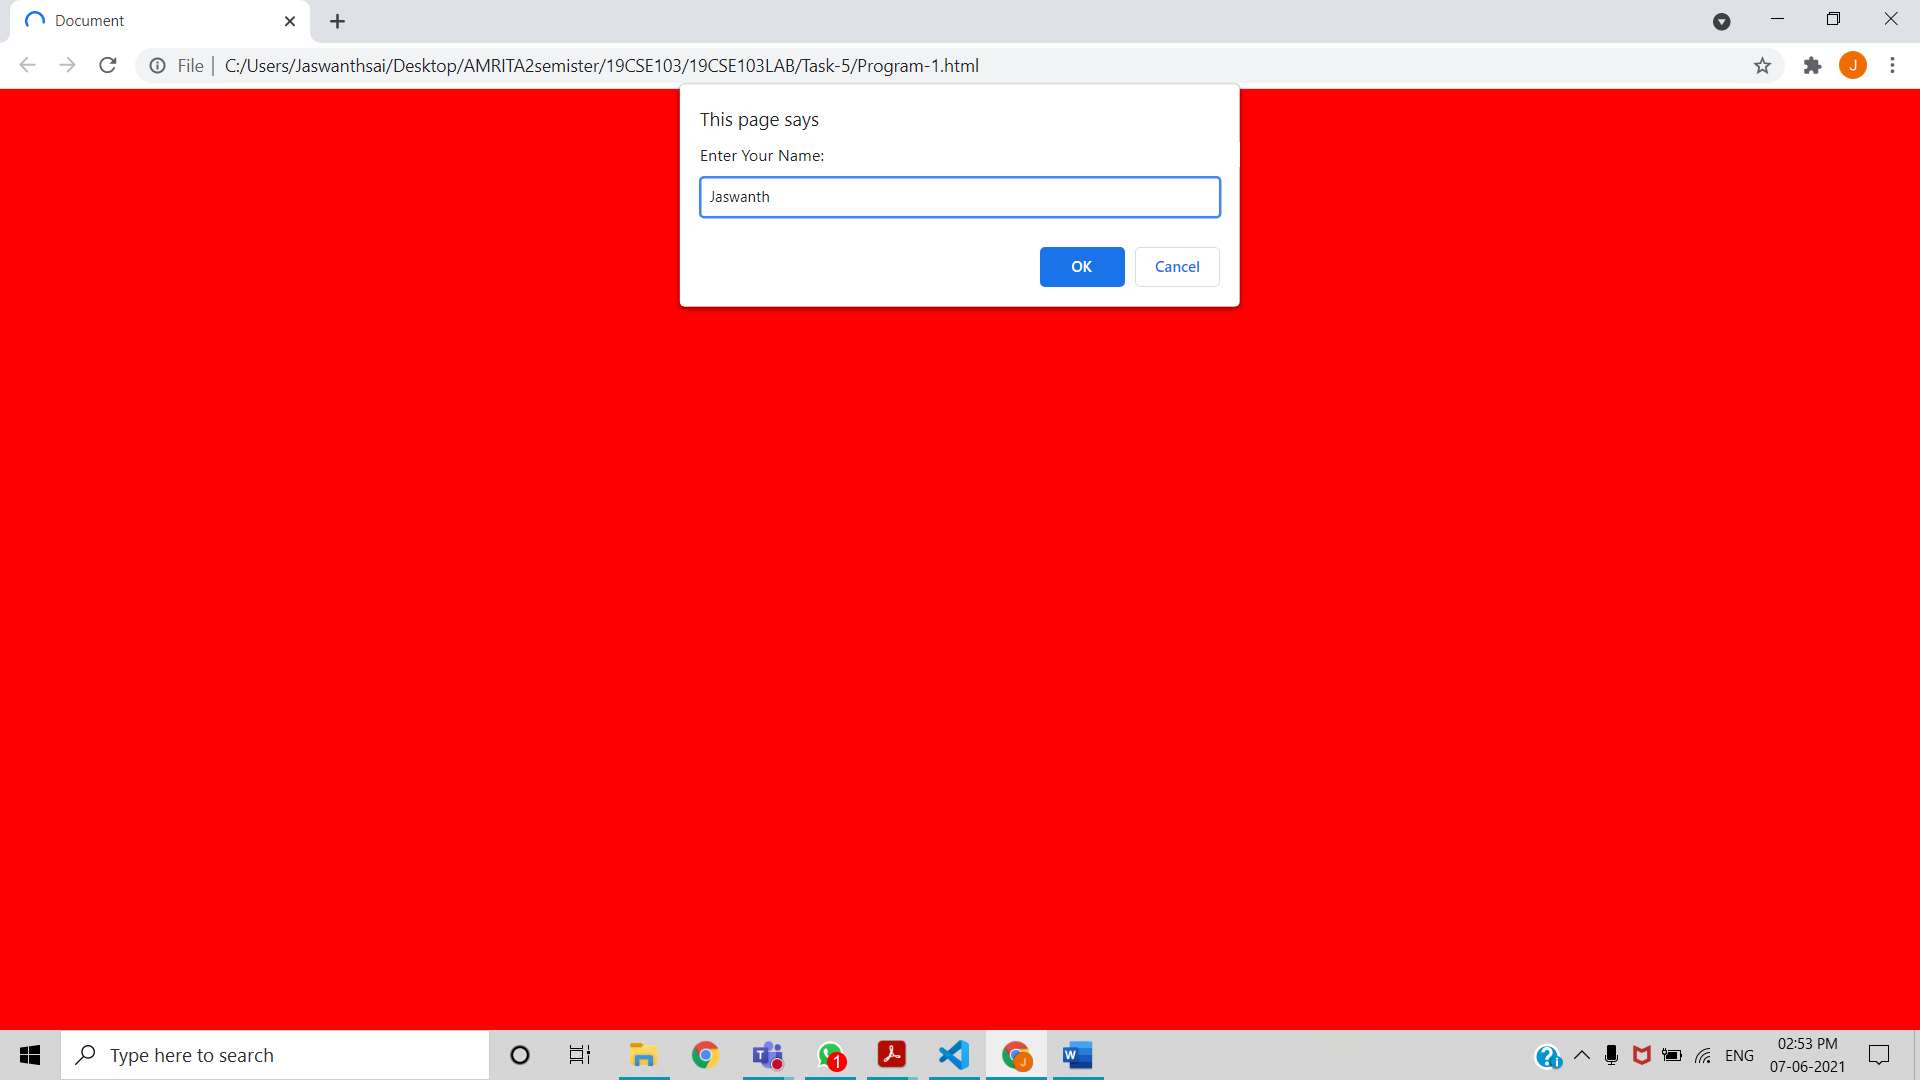 Document
File | C:/Users/Jaswanthsai/Desktop/AMRITA2semister/19CSE103/19CSE103LAB/Task-5/Program-1.html
J
This page says
Enter Your Name:
Jaswanth
OK Cancel
Type here to search
T
1
J
W
ENG
02:53 PM
07-06-2021